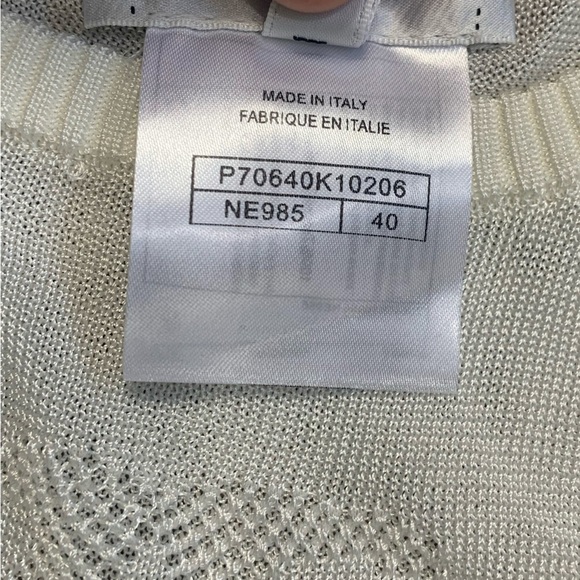 MADE IN ITALY
FABRIQUE EN ITALIE
P70640K10206
NE985 40